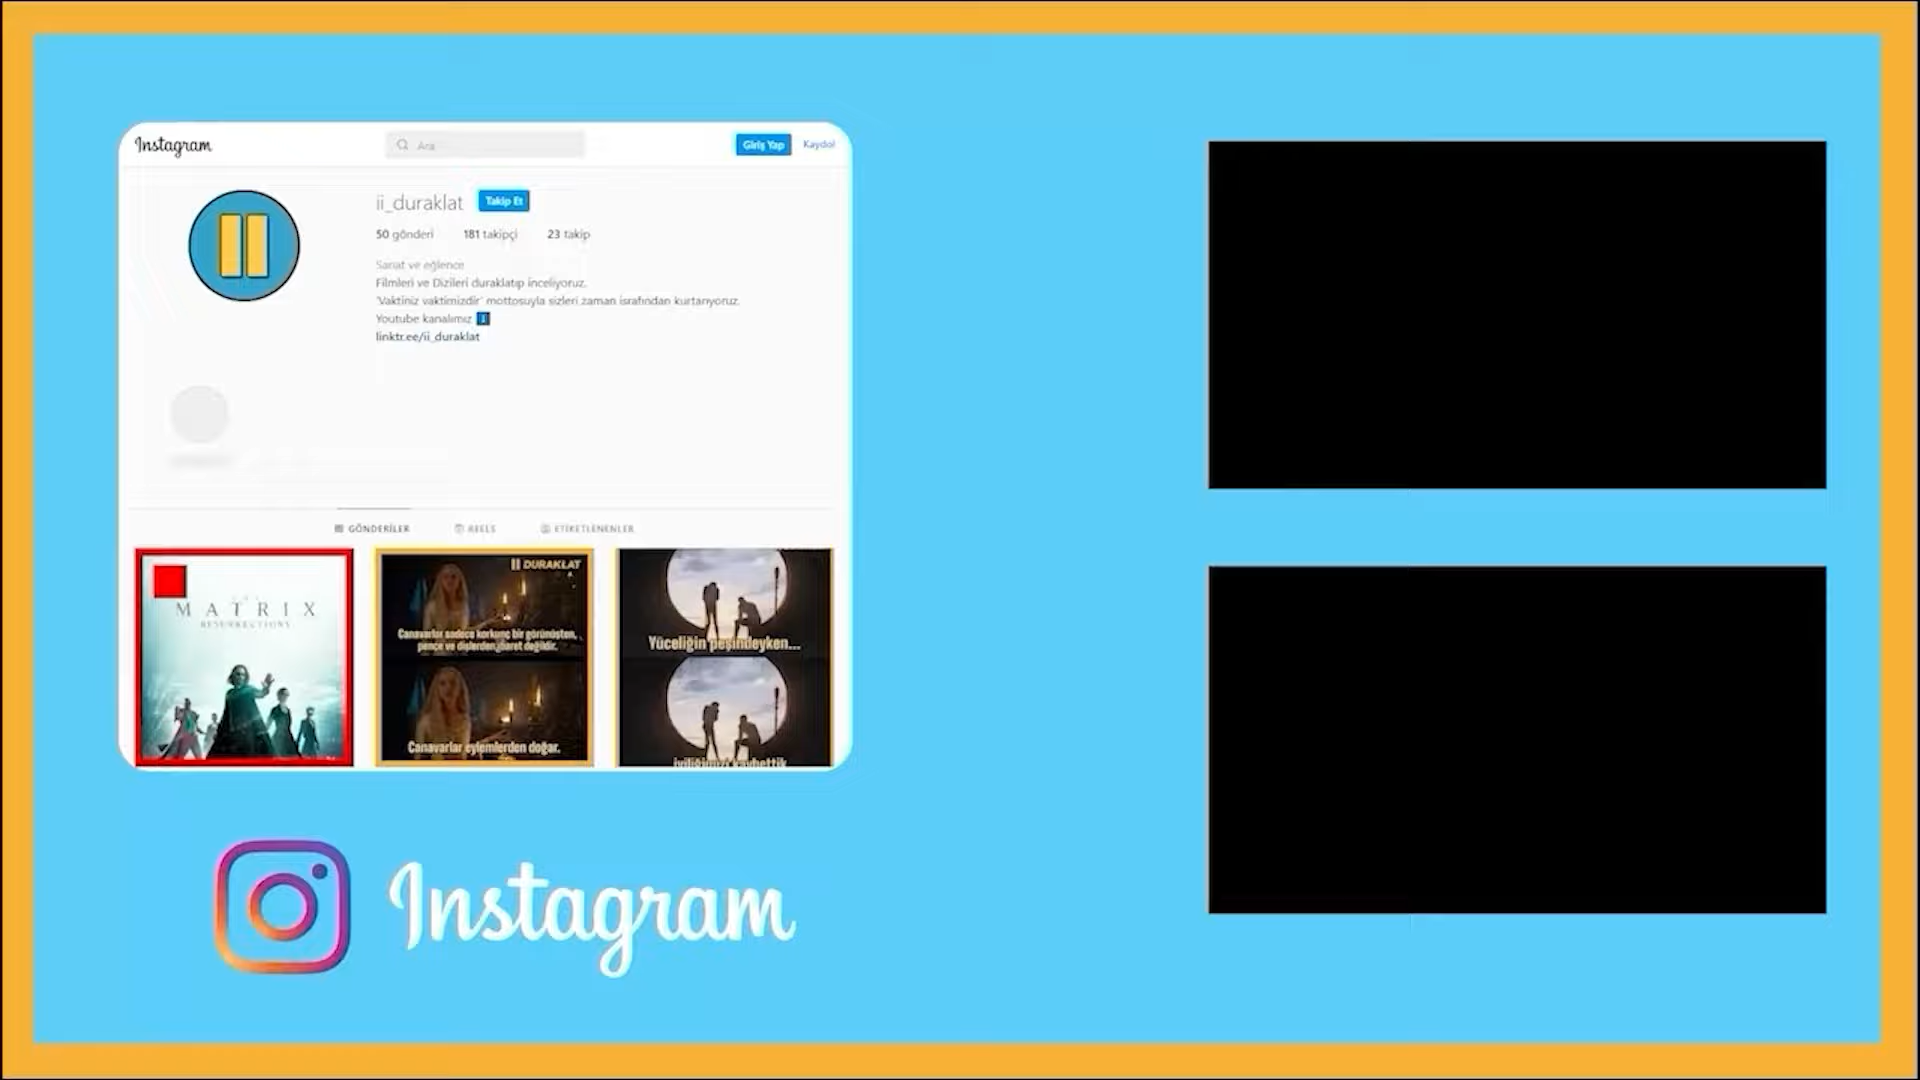 Instagram
Ara
Giriş Yap
Kaydol
ii_duraklat
Takip Et
50 gönderi
181 takipçi
23 takip
Sanat ve eğlence
Filmleri ve Dizileri duraklatıp inceliyoruz.
'Vaktiniz vaktimizdir' mottosuyla sizleri zaman israfından kurtarıyoruz.
Youtube kanalımız
linktr.ee/ii_duraklat
GÖNDERİLER
REELS
ETİKETLENENLER
MATRIX
RESURRECTIONS
DURAKLAT
Canavarlar sadece korkunç bir görünüşten,
pençe ve dişlerden ibaret değildir.
Canavarlar eylemlerden doğar.
Yüceliğin peşindeyken...
iyiliğimizi kaybettik
Instagram